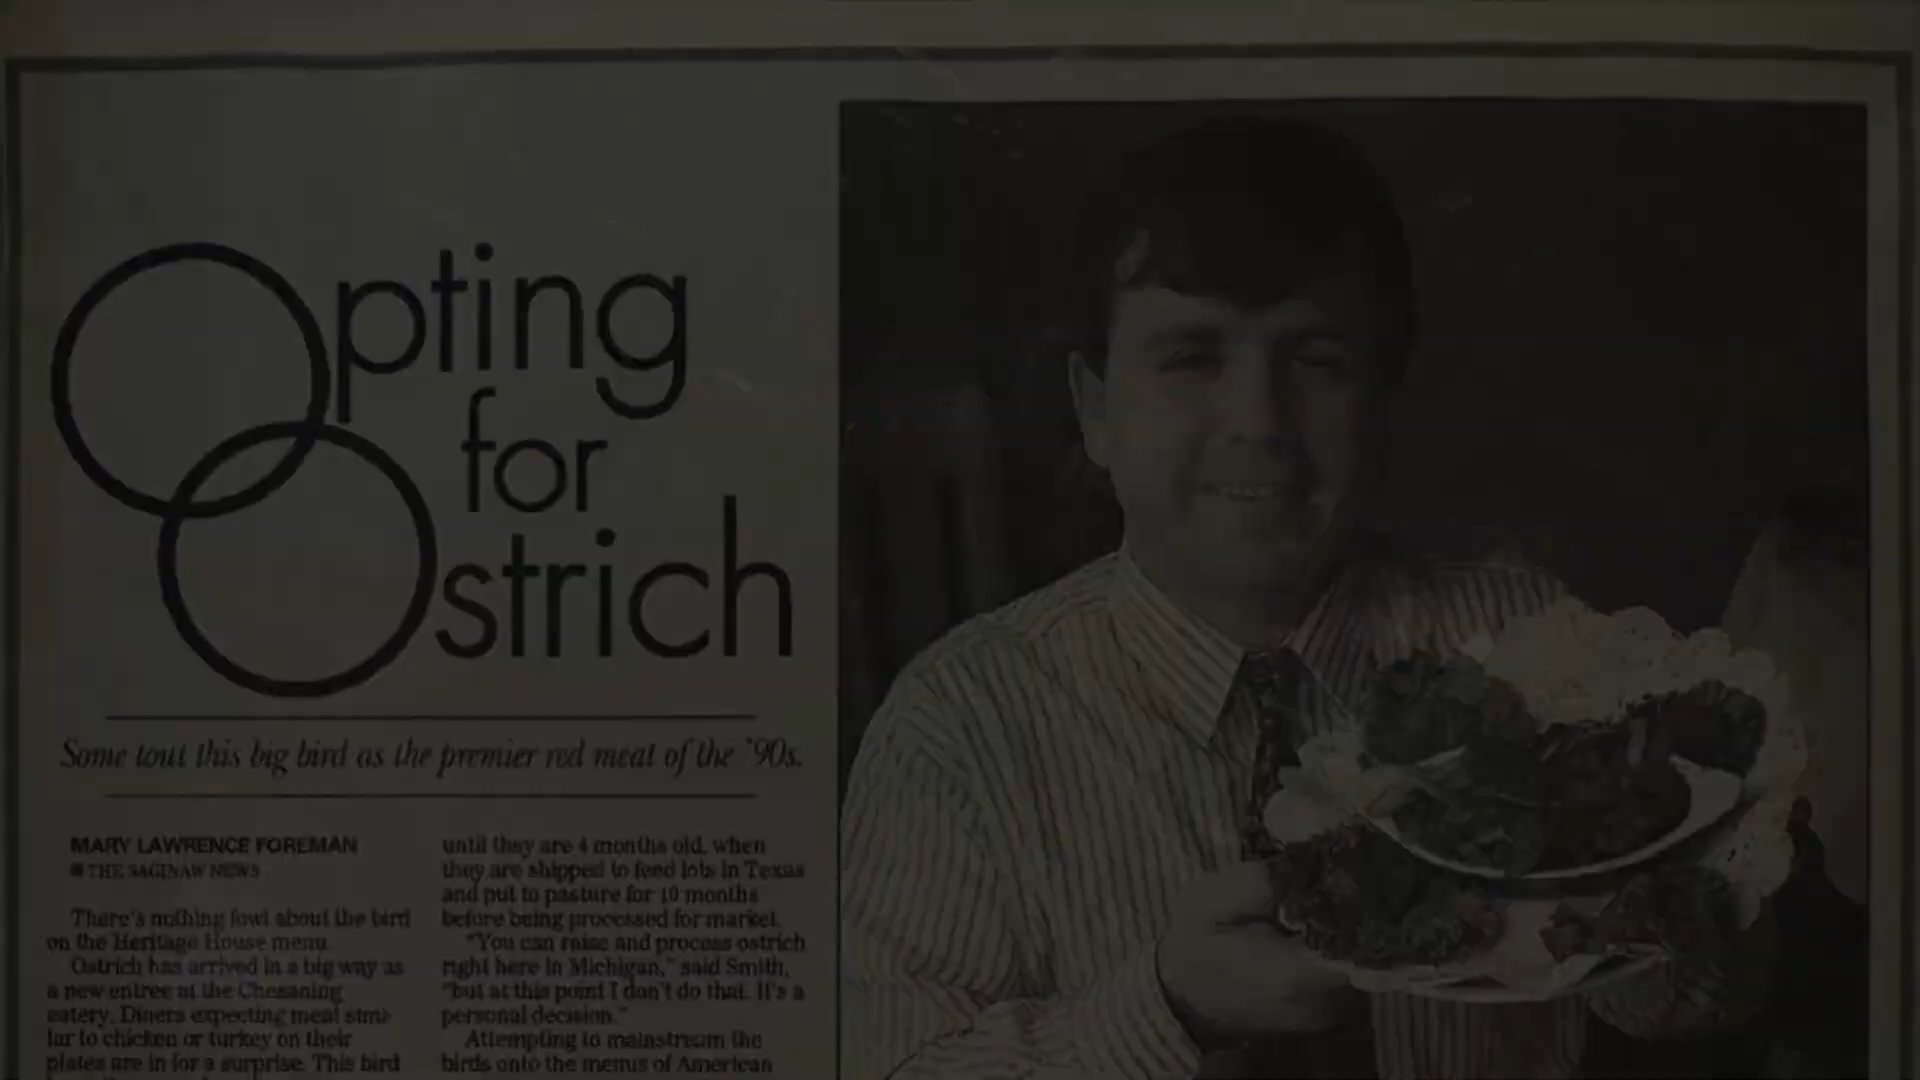 Opting
for
Ostrich
Some tout this big bird as the premier red meat of the '90s.
MARY LAWRENCE FOREMAN
■ THE SAGINAW NEWS
There's nothing fowl about the bird
on the Heritage House menu.
Ostrich has arrived in a big way as
a new entree at the Chesaning
eatery. Diners expecting meat simi-
lar to chicken or turkey on their
plates are in for a surprise. This bird
until they are 4 months old, when
they are shipped to feed lots in Texas
and put to pasture for 10 months
before being processed for market.
"You can raise and process ostrich
right here in Michigan," said Smith,
"but at this point I don't do that. It's a
personal decision."
Attempting to mainstream the
birds onto the menus of American